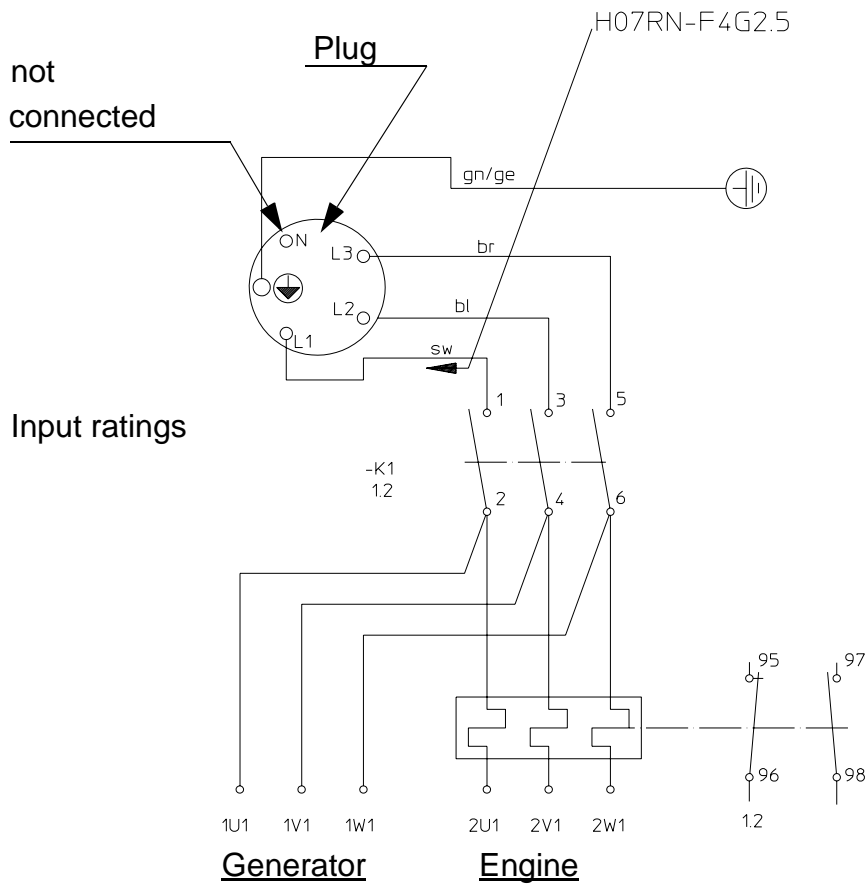 H07RN-F4G2.5
Plug
not
connected
gn/ge
N
L3
br
L2
bl
L1
sw
1 3 5
Input ratings
-K1
1.2
2 4 6
95 97
96 98
1U1 1V1 1W1 2U1 2V1 2W1 1.2
Generator Engine